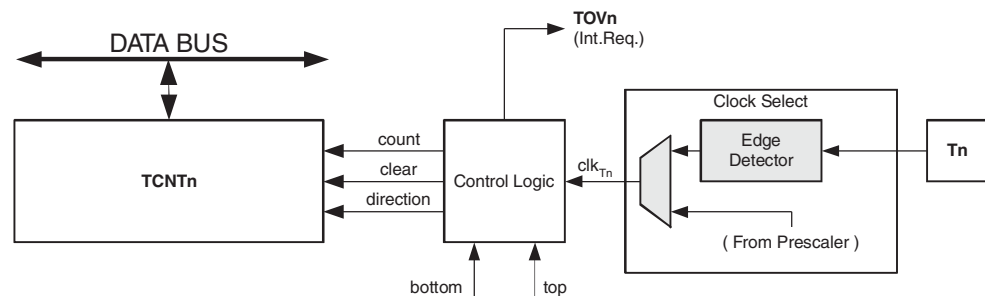 TOVn
(Int.Req.)
DATA BUS
Clock Select
count
Edge
Detector
Tn
TCNTn
clear
Control Logic
clkTn
direction
( From Prescaler )
bottom
top